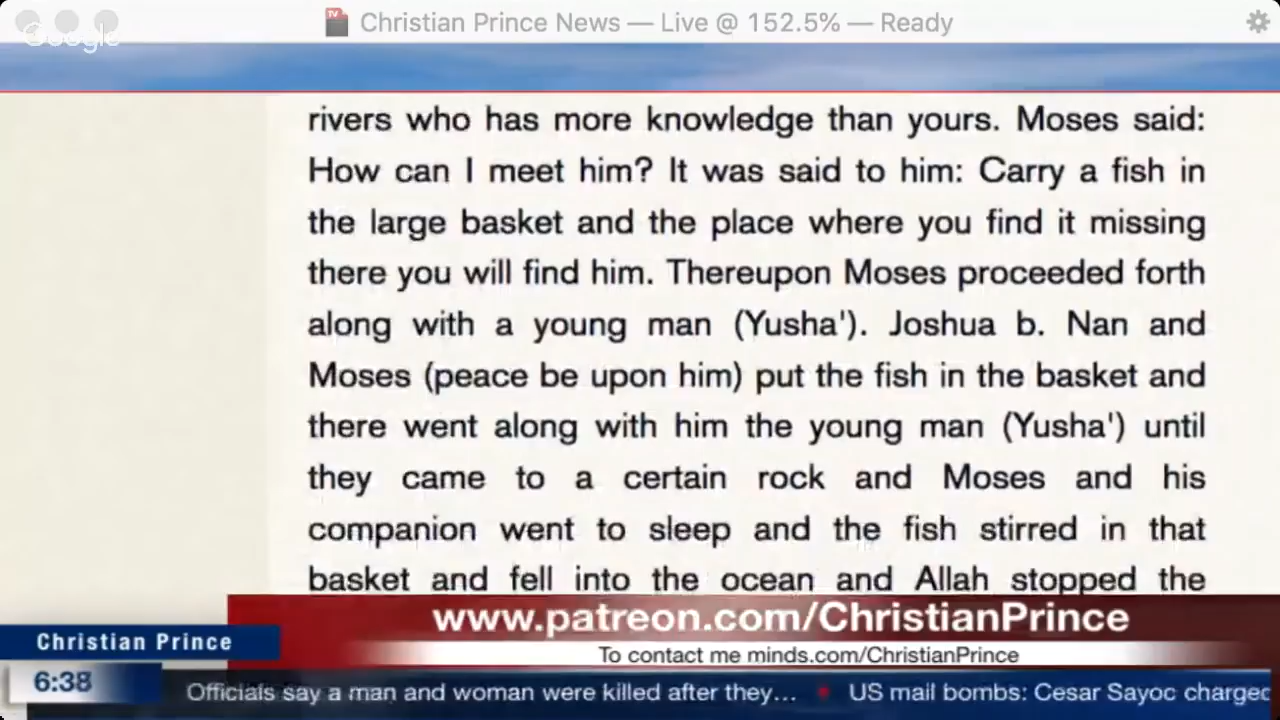 Christian Prince News — Live @ 152.5% — Ready
Google
rivers who has more knowledge than yours. Moses said:
How can I meet him? It was said to him: Carry a fish in
the large basket and the place where you find it missing
there you will find him. Thereupon Moses proceeded forth
along with a young man (Yusha'). Joshua b. Nan and
Moses (peace be upon him) put the fish in the basket and
there went along with him the young man (Yusha') until
they came to a certain rock and Moses and his
companion went to sleep and the fish stirred in that
basket and fell into the ocean and Allah stopped the
www.patreon.com/ChristianPrince
Christian Prince
To contact me minds.com/ChristianPrince
6:38
Officials say a man and woman were killed after they... • US mail bombs: Cesar Sayoc charged